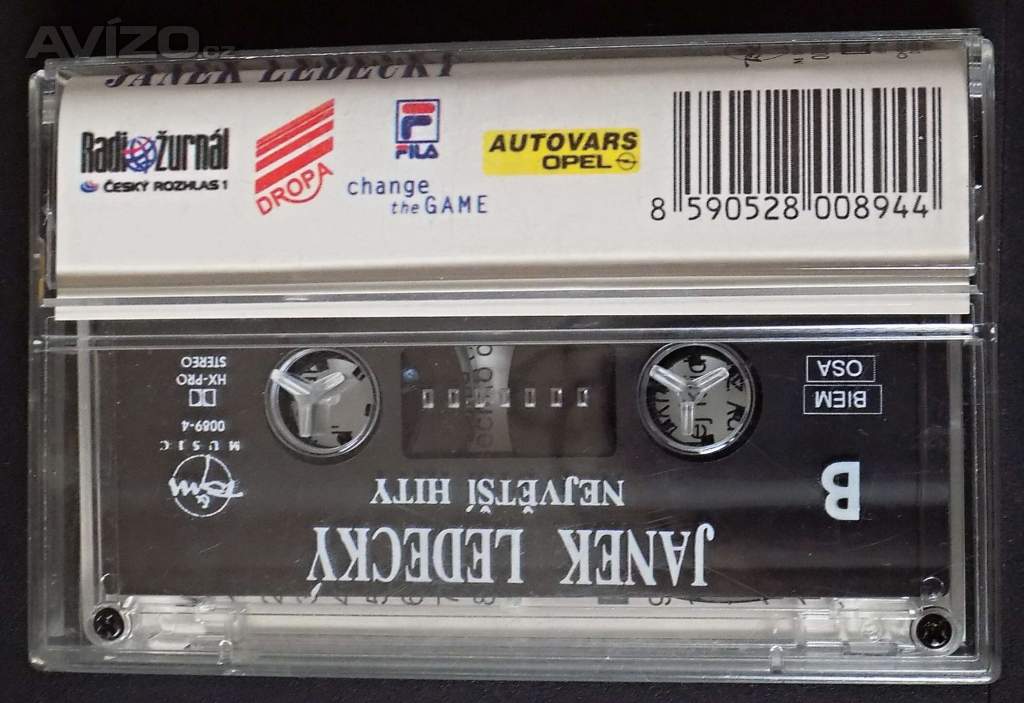 AVÍZO.cz
JANEK LEDECKÝ
Radiožurnál
ČESKÝ ROZHLAS 1
DROPA
FILA
change
the GAME
AUTOVARS
OPEL
8 590528 008944
B
JANEK LEDECKÝ
NEJVĚTŠÍ HITY
BIEM
OSA
&
MUSIC
0089-4
HX-PRO
STEREO